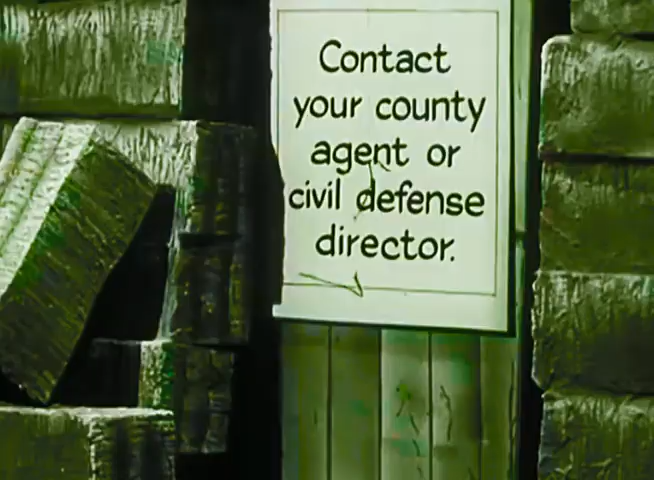 Contact
your county
agent or
civil defense
director.